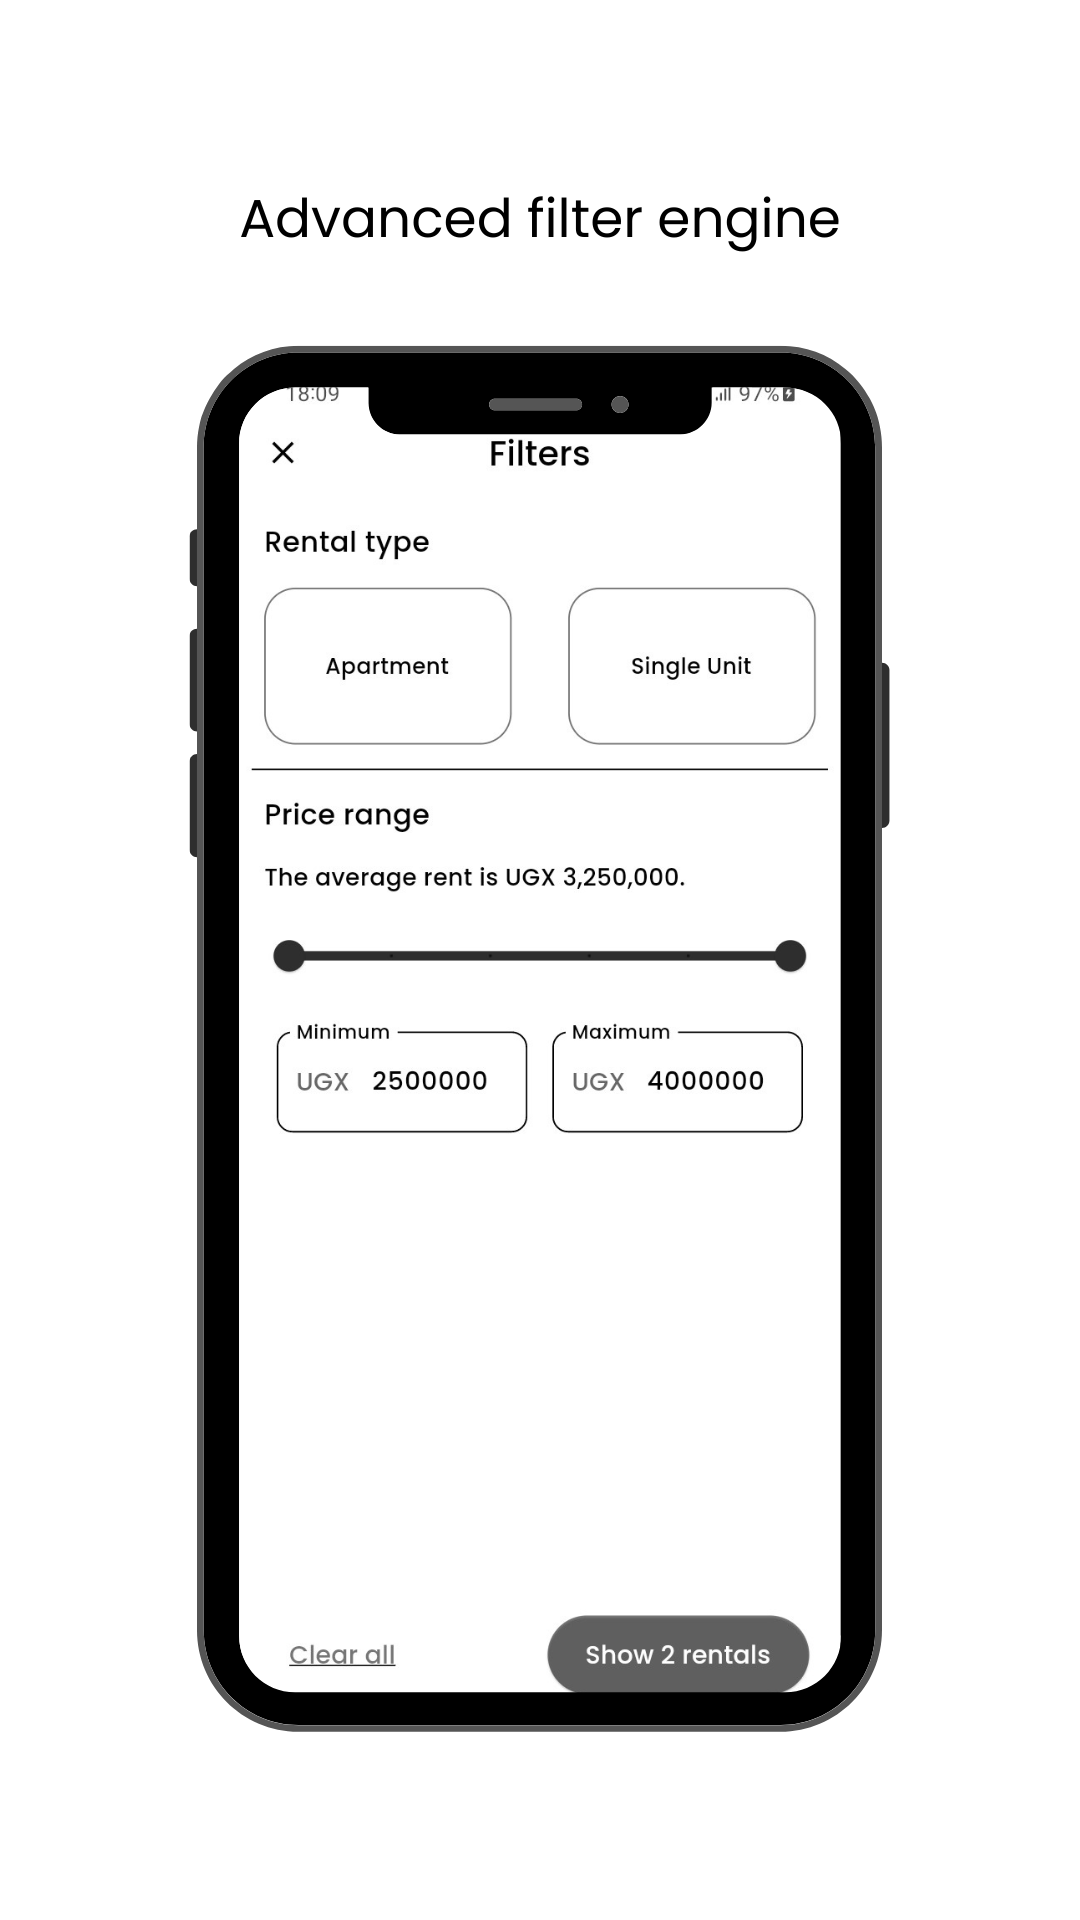 Advanced filter engine
18:09 97%
Filters
Rental type
Apartment Single Unit
Price range
The average rent is UGX 3,250,000.
Minimum Maximum
UGX 2500000 UGX 4000000
Clear all Show 2 rentals